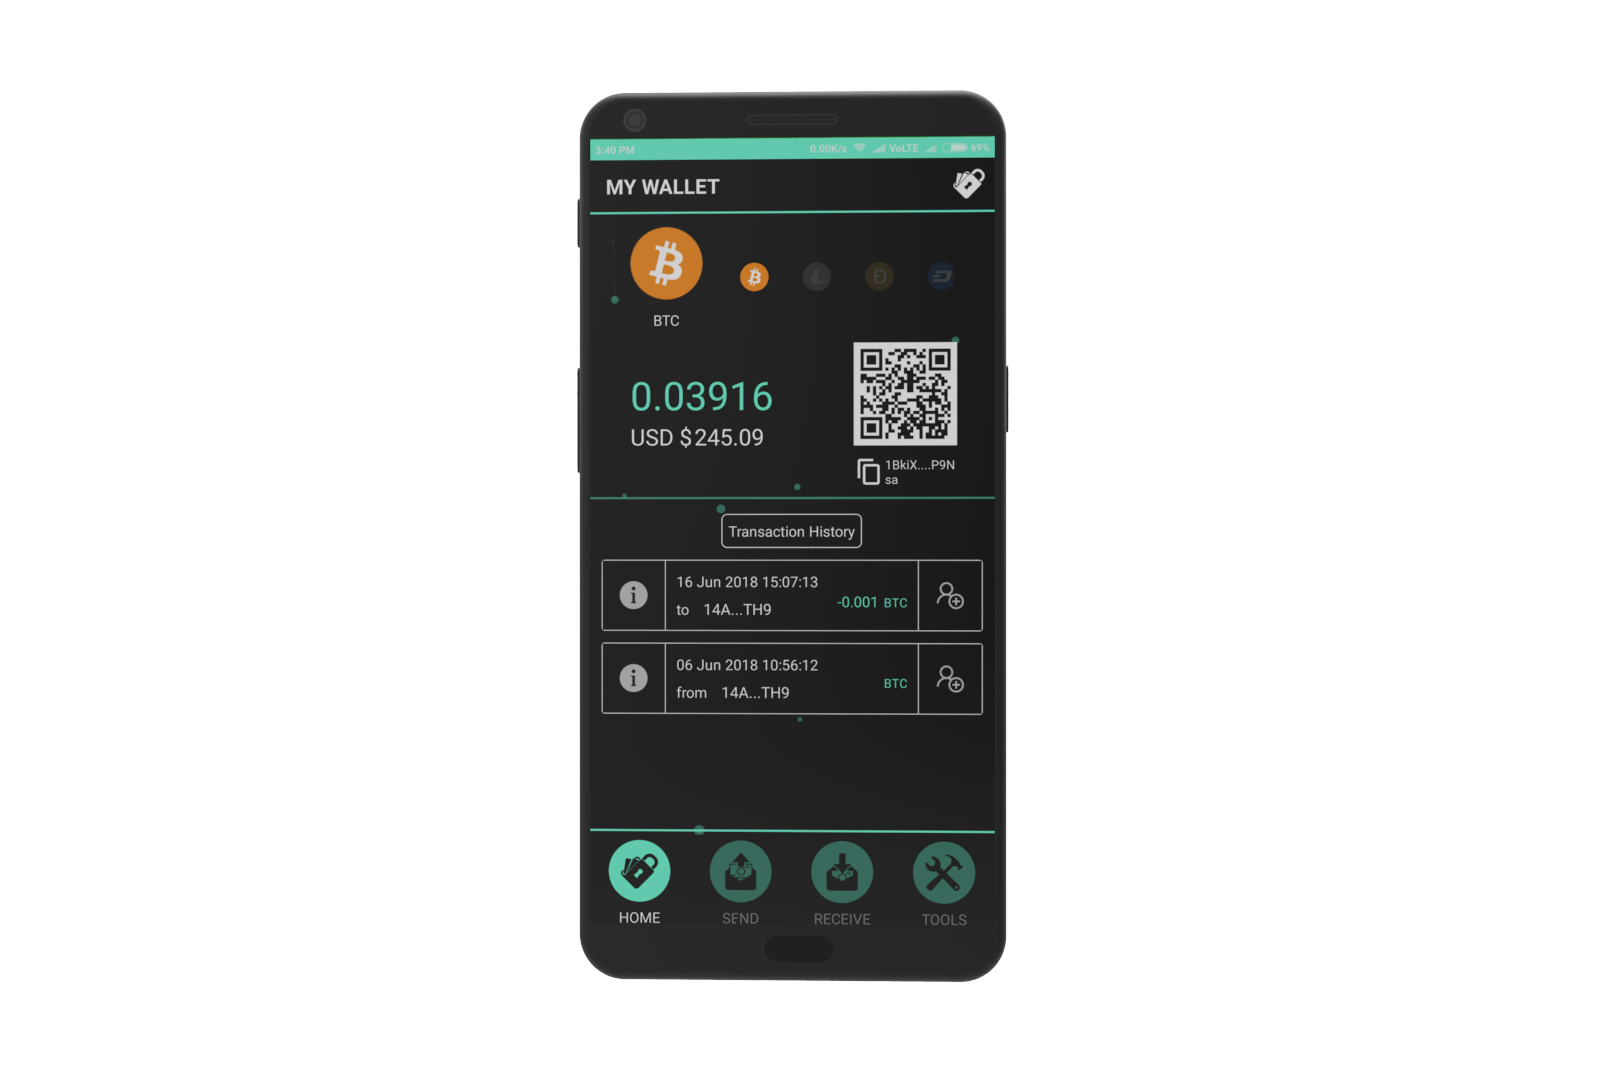 3:40 PM 0.00K/s VoLTE 69%
MY WALLET
BTC
0.03916
USD $245.09
1BkiX....P9N
sa
Transaction History
16 Jun 2018 15:07:13
to 14A...TH9
-0.001 BTC
06 Jun 2018 10:56:12
from 14A...TH9
BTC
HOME SEND RECEIVE TOOLS